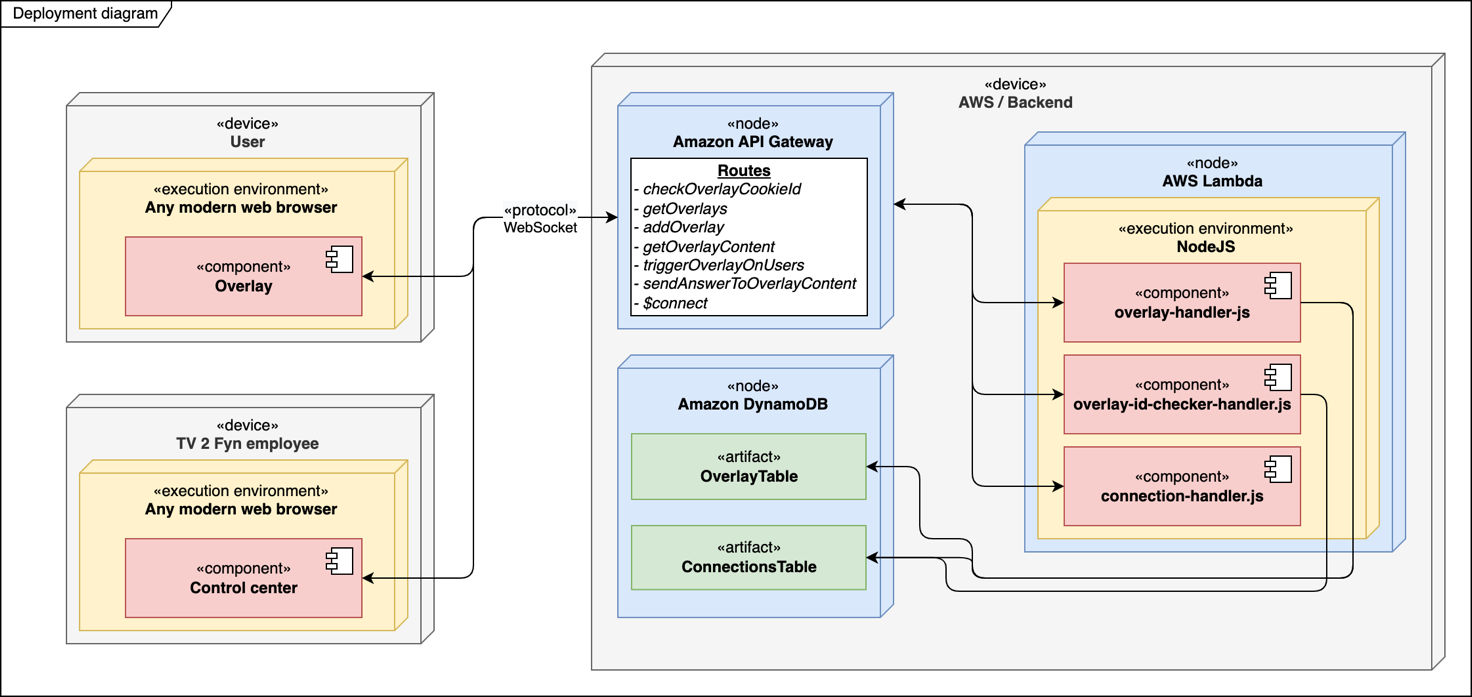 Deployment diagram
«device»
User
«execution environment»
Any modern web browser
«component»
Overlay
«device»
TV 2 Fyn employee
«execution environment»
Any modern web browser
«component»
Control center
«protocol»
WebSocket
«device»
AWS / Backend
«node»
Amazon API Gateway
Routes
- checkOverlayCookieId
- getOverlays
- addOverlay
- getOverlayContent
- triggerOverlayOnUsers
- sendAnswerToOverlayContent
- $connect
«node»
Amazon DynamoDB
«artifact»
OverlayTable
«artifact»
ConnectionsTable
«node»
AWS Lambda
«execution environment»
NodeJS
«component»
overlay-handler-js
«component»
overlay-id-checker-handler.js
«component»
connection-handler.js